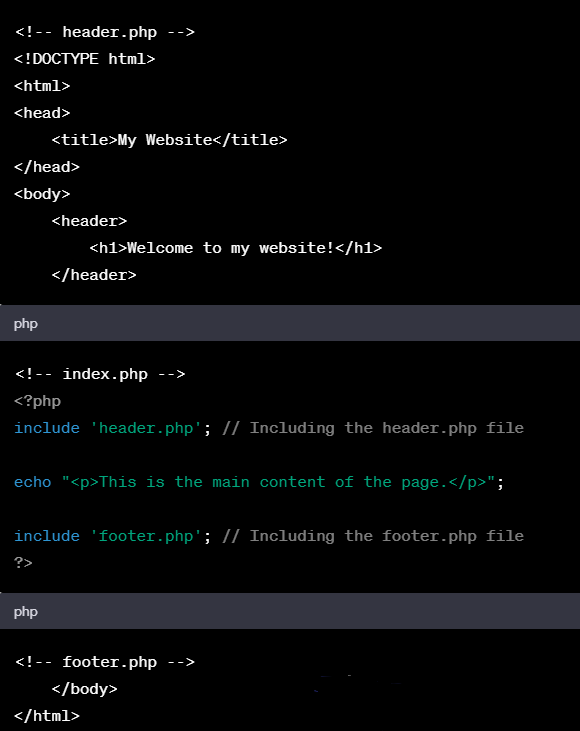 <!-- header.php -->
<!DOCTYPE html>
<html>
<head>
    <title>My Website</title>
</head>
<body>
    <header>
        <h1>Welcome to my website!</h1>
    </header>
php
<!-- index.php -->
<?php
include 'header.php'; // Including the header.php file
echo "<p>This is the main content of the page.</p>";
include 'footer.php'; // Including the footer.php file
?>
php
<!-- footer.php -->
    </body>
</html>